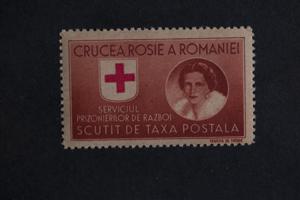 CRUCEA ROSIE A ROMANIEI
SERVICIUL
PRIZONIERILOR DE RAZBOI
SCUTIT DE TAXA POSTALA